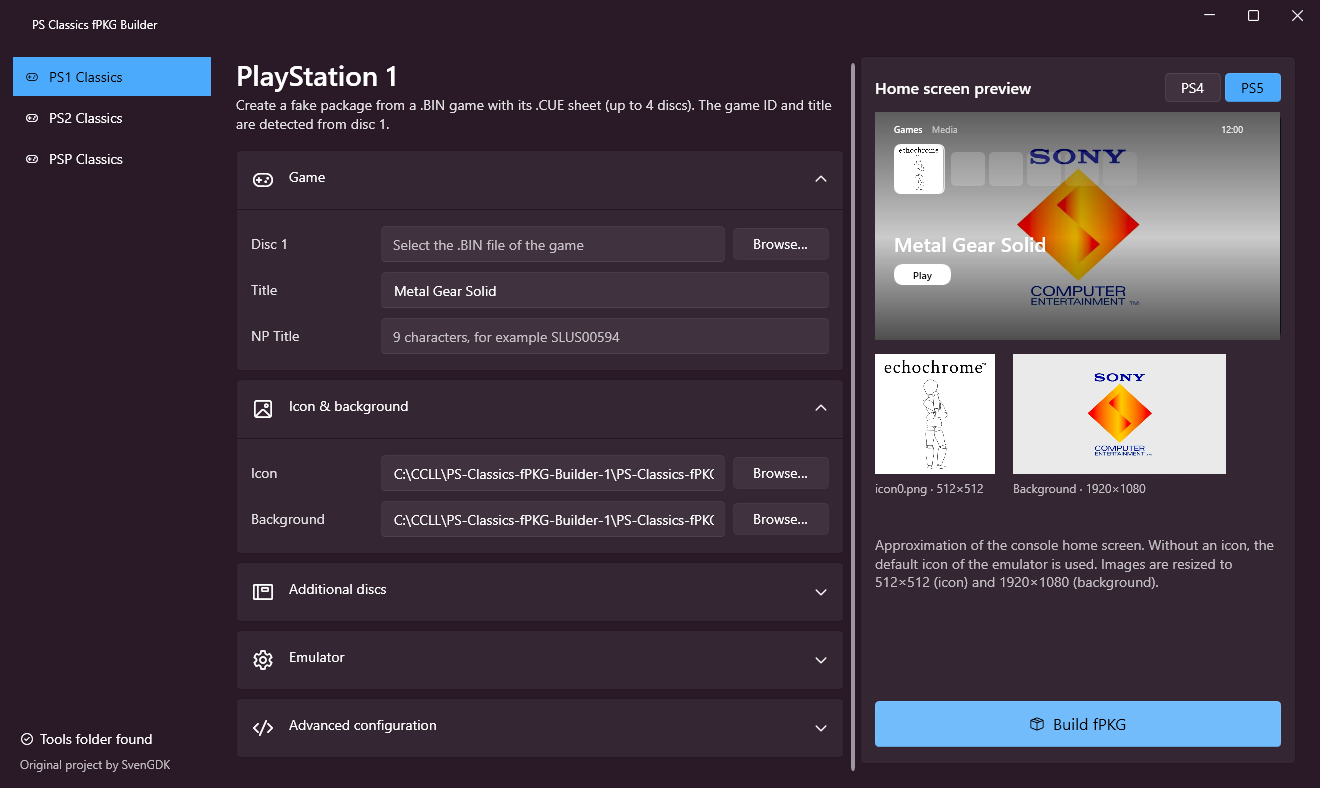 PS Classics fPKG Builder
PS1 Classics
PS2 Classics
PSP Classics
Tools folder found
Original project by SvenGDK
PlayStation 1
Create a fake package from a .BIN game with its .CUE sheet (up to 4 discs). The game ID and title
are detected from disc 1.
Game
Disc 1
Select the .BIN file of the game
Browse...
Title
Metal Gear Solid
NP Title
9 characters, for example SLUS00594
Icon & background
Icon
C:\CCLL\PS-Classics-fPKG-Builder-1\PS-Classics-fPK
Browse...
Background
C:\CCLL\PS-Classics-fPKG-Builder-1\PS-Classics-fPK
Browse...
Additional discs
Emulator
Advanced configuration
Home screen preview
PS4
PS5
Games
Media
12:00
echochrome
SONY
Metal Gear Solid
Play
COMPUTER
ENTERTAINMENT TM
echochrome™
SONY
COMPUTER
ENTERTAINMENT
icon0.png · 512×512
Background · 1920×1080
Approximation of the console home screen. Without an icon, the
default icon of the emulator is used. Images are resized to
512×512 (icon) and 1920×1080 (background).
Build fPKG